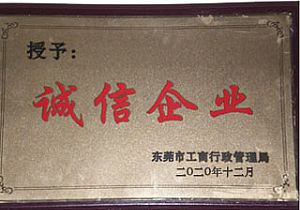 授予：
诚信企业
东莞市工商行政管理局
二〇二〇年十二月